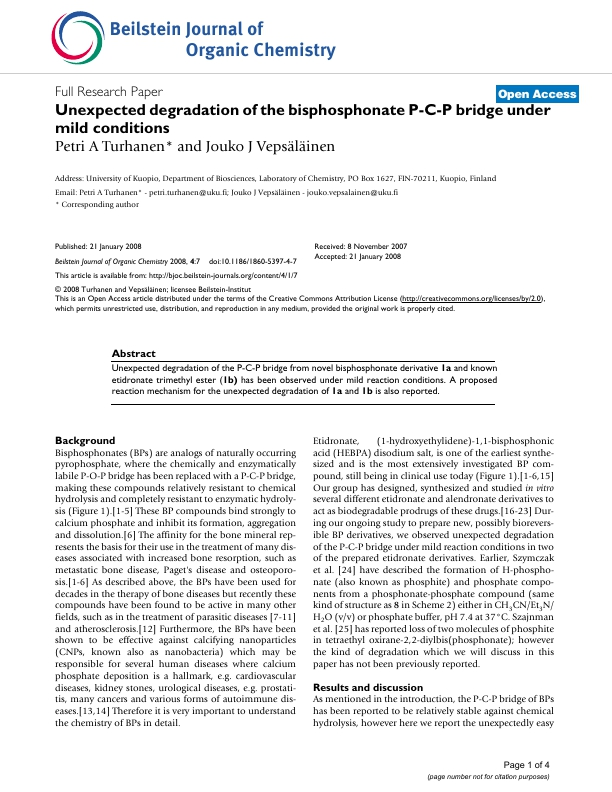 Beilstein Journal of
Organic Chemistry
Full Research Paper
Open Access
Unexpected degradation of the bisphosphonate P-C-P bridge under
mild conditions
Petri A Turhanen* and Jouko J Vepsäläinen
Address: University of Kuopio, Department of Biosciences, Laboratory of Chemistry, PO Box 1627, FIN-70211, Kuopio, Finland
Email: Petri A Turhanen* - petri.turhanen@uku.fi; Jouko J Vepsäläinen - jouko.vepsalainen@uku.fi
* Corresponding author
Published: 21 January 2008
Beilstein Journal of Organic Chemistry 2008, 4:7 doi:10.1186/1860-5397-4-7
Received: 8 November 2007
Accepted: 21 January 2008
This article is available from: http://bjoc.beilstein-journals.org/content/4/1/7
© 2008 Turhanen and Vepsäläinen; licensee Beilstein-Institut
This is an Open Access article distributed under the terms of the Creative Commons Attribution License (http://creativecommons.org/licenses/by/2.0),
which permits unrestricted use, distribution, and reproduction in any medium, provided the original work is properly cited.
Abstract
Unexpected degradation of the P-C-P bridge from novel bisphosphonate derivative 1a and known
etidronate trimethyl ester (1b) has been observed under mild reaction conditions. A proposed
reaction mechanism for the unexpected degradation of 1a and 1b is also reported.
Background
Bisphosphonates (BPs) are analogs of naturally occurring
pyrophosphate, where the chemically and enzymatically
labile P-O-P bridge has been replaced with a P-C-P bridge,
making these compounds relatively resistant to chemical
hydrolysis and completely resistant to enzymatic hydroly-
sis (Figure 1).[1-5] These BP compounds bind strongly to
calcium phosphate and inhibit its formation, aggregation
and dissolution.[6] The affinity for the bone mineral rep-
resents the basis for their use in the treatment of many dis-
eases associated with increased bone resorption, such as
metastatic bone disease, Paget's disease and osteoporo-
sis.[1-6] As described above, the BPs have been used for
decades in the therapy of bone diseases but recently these
compounds have been found to be active in many other
fields, such as in the treatment of parasitic diseases [7-11]
and atherosclerosis.[12] Furthermore, the BPs have been
shown to be effective against calcifying nanoparticles
(CNPs, known also as nanobacteria) which may be
responsible for several human diseases where calcium
phosphate deposition is a hallmark, e.g. cardiovascular
diseases, kidney stones, urological diseases, e.g. prostati-
tis, many cancers and various forms of autoimmune dis-
eases.[13,14] Therefore it is very important to understand
the chemistry of BPs in detail.
Etidronate, (1-hydroxyethylidene)-1,1-bisphosphonic
acid (HEBPA) disodium salt, is one of the earliest synthe-
sized and is the most extensively investigated BP com-
pound, still being in clinical use today (Figure 1).[1-6,15]
Our group has designed, synthesized and studied in vitro
several different etidronate and alendronate derivatives to
act as biodegradable prodrugs of these drugs.[16-23] Dur-
ing our ongoing study to prepare new, possibly biorevers-
ible BP derivatives, we observed unexpected degradation
of the P-C-P bridge under mild reaction conditions in two
of the prepared etidronate derivatives. Earlier, Szymczak
et al. [24] have described the formation of H-phospho-
nate (also known as phosphite) and phosphate compo-
nents from a phosphonate-phosphate compound (same
kind of structure as 8 in Scheme 2) either in CH3CN/Et3N/
H2O (v/v) or phosphate buffer, pH 7.4 at 37°C. Szajnman
et al. [25] has reported loss of two molecules of phosphite
in tetraethyl oxirane-2,2-diylbis(phosphonate); however
the kind of degradation which we will discuss in this
paper has not been previously reported.
Results and discussion
As mentioned in the introduction, the P-C-P bridge of BPs
has been reported to be relatively stable against chemical
hydrolysis, however here we report the unexpectedly easy
Page 1 of 4
(page number not for citation purposes)